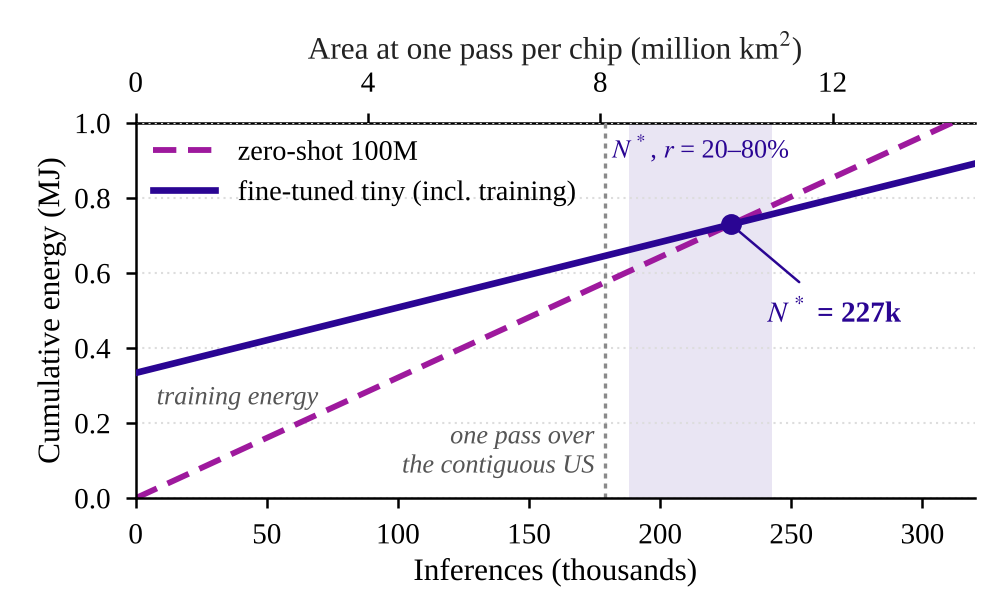 Area at one pass per chip (million km²)
0 4 8 12
1.0
0.8
0.6
0.4
0.2
0.0
Cumulative energy (MJ)
zero-shot 100M
fine-tuned tiny (incl. training)
N*, r = 20–80%
N* = 227k
training energy
one pass over
the contiguous US
0 50 100 150 200 250 300
Inferences (thousands)